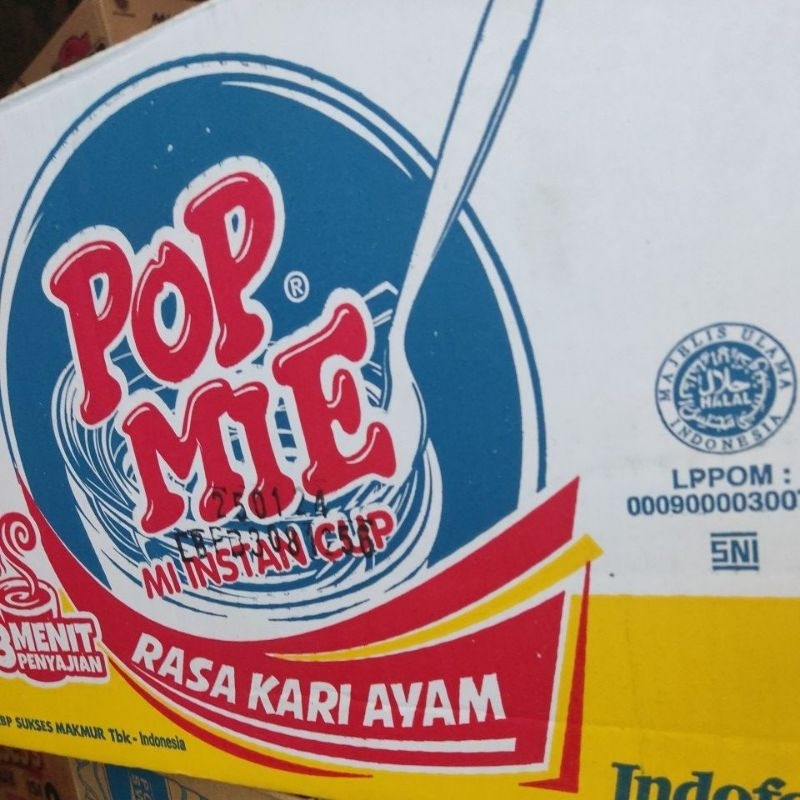 POP
MIE
®
MI INSTAN CUP
RASA KARI AYAM
3 MENIT
PENYAJIAN
SUKSES MAKMUR Tbk - Indonesia
MAJELIS ULAMA
حلال
HALAL
INDONESIA
LPPOM :
SNI